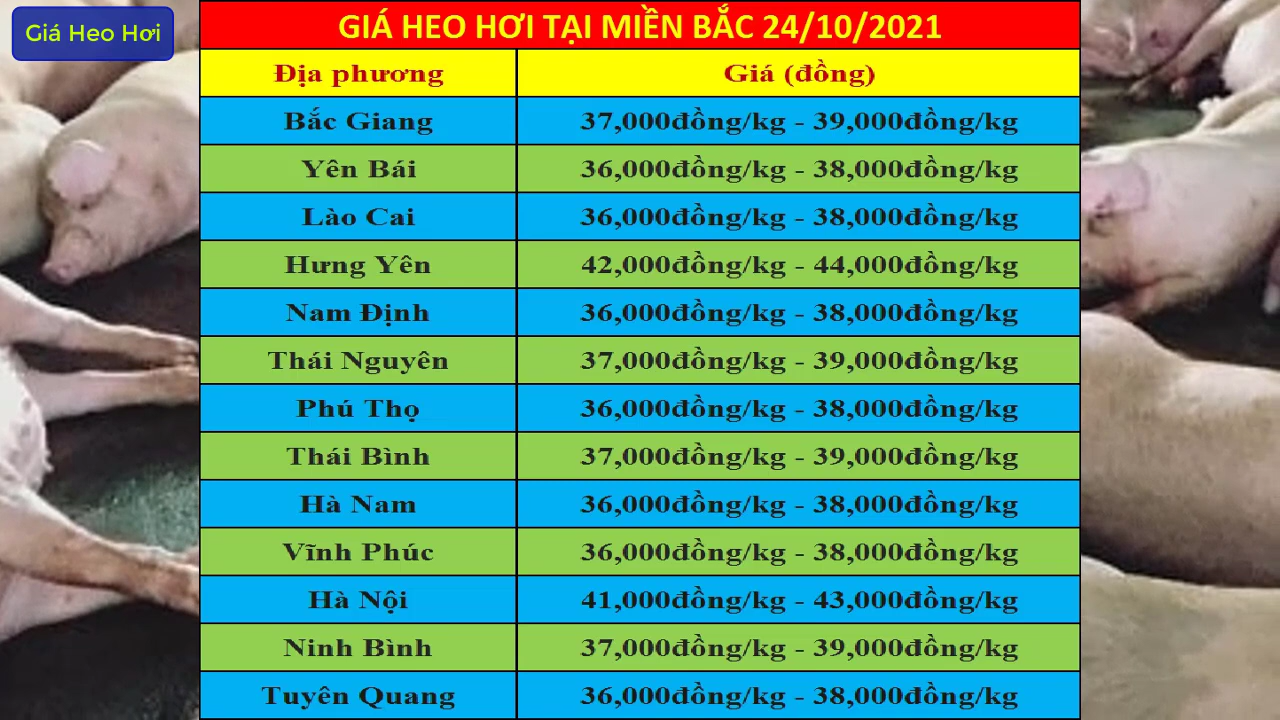 Giá Heo Hơi
GIÁ HEO HƠI TẠI MIỀN BẮC 24/10/2021
Địa phương Giá (đồng)
Bắc Giang 37,000đồng/kg - 39,000đồng/kg
Yên Bái 36,000đồng/kg - 38,000đồng/kg
Lào Cai 36,000đồng/kg - 38,000đồng/kg
Hưng Yên 42,000đồng/kg - 44,000đồng/kg
Nam Định 36,000đồng/kg - 38,000đồng/kg
Thái Nguyên 37,000đồng/kg - 39,000đồng/kg
Phú Thọ 36,000đồng/kg - 38,000đồng/kg
Thái Bình 37,000đồng/kg - 39,000đồng/kg
Hà Nam 36,000đồng/kg - 38,000đồng/kg
Vĩnh Phúc 36,000đồng/kg - 38,000đồng/kg
Hà Nội 41,000đồng/kg - 43,000đồng/kg
Ninh Bình 37,000đồng/kg - 39,000đồng/kg
Tuyên Quang 36,000đồng/kg - 38,000đồng/kg